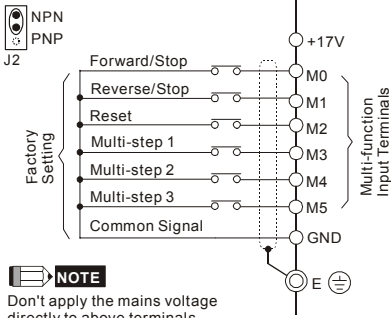 NPN
PNP
J2
+17V
Forward/Stop
M0
Reverse/Stop
M1
Reset
M2
Multi-step 1
M3
Multi-step 2
M4
Multi-step 3
M5
Common Signal
GND
Factory
Setting
Multi-function
Input Terminals
E
NOTE
Don't apply the mains voltage
directly to above terminals.